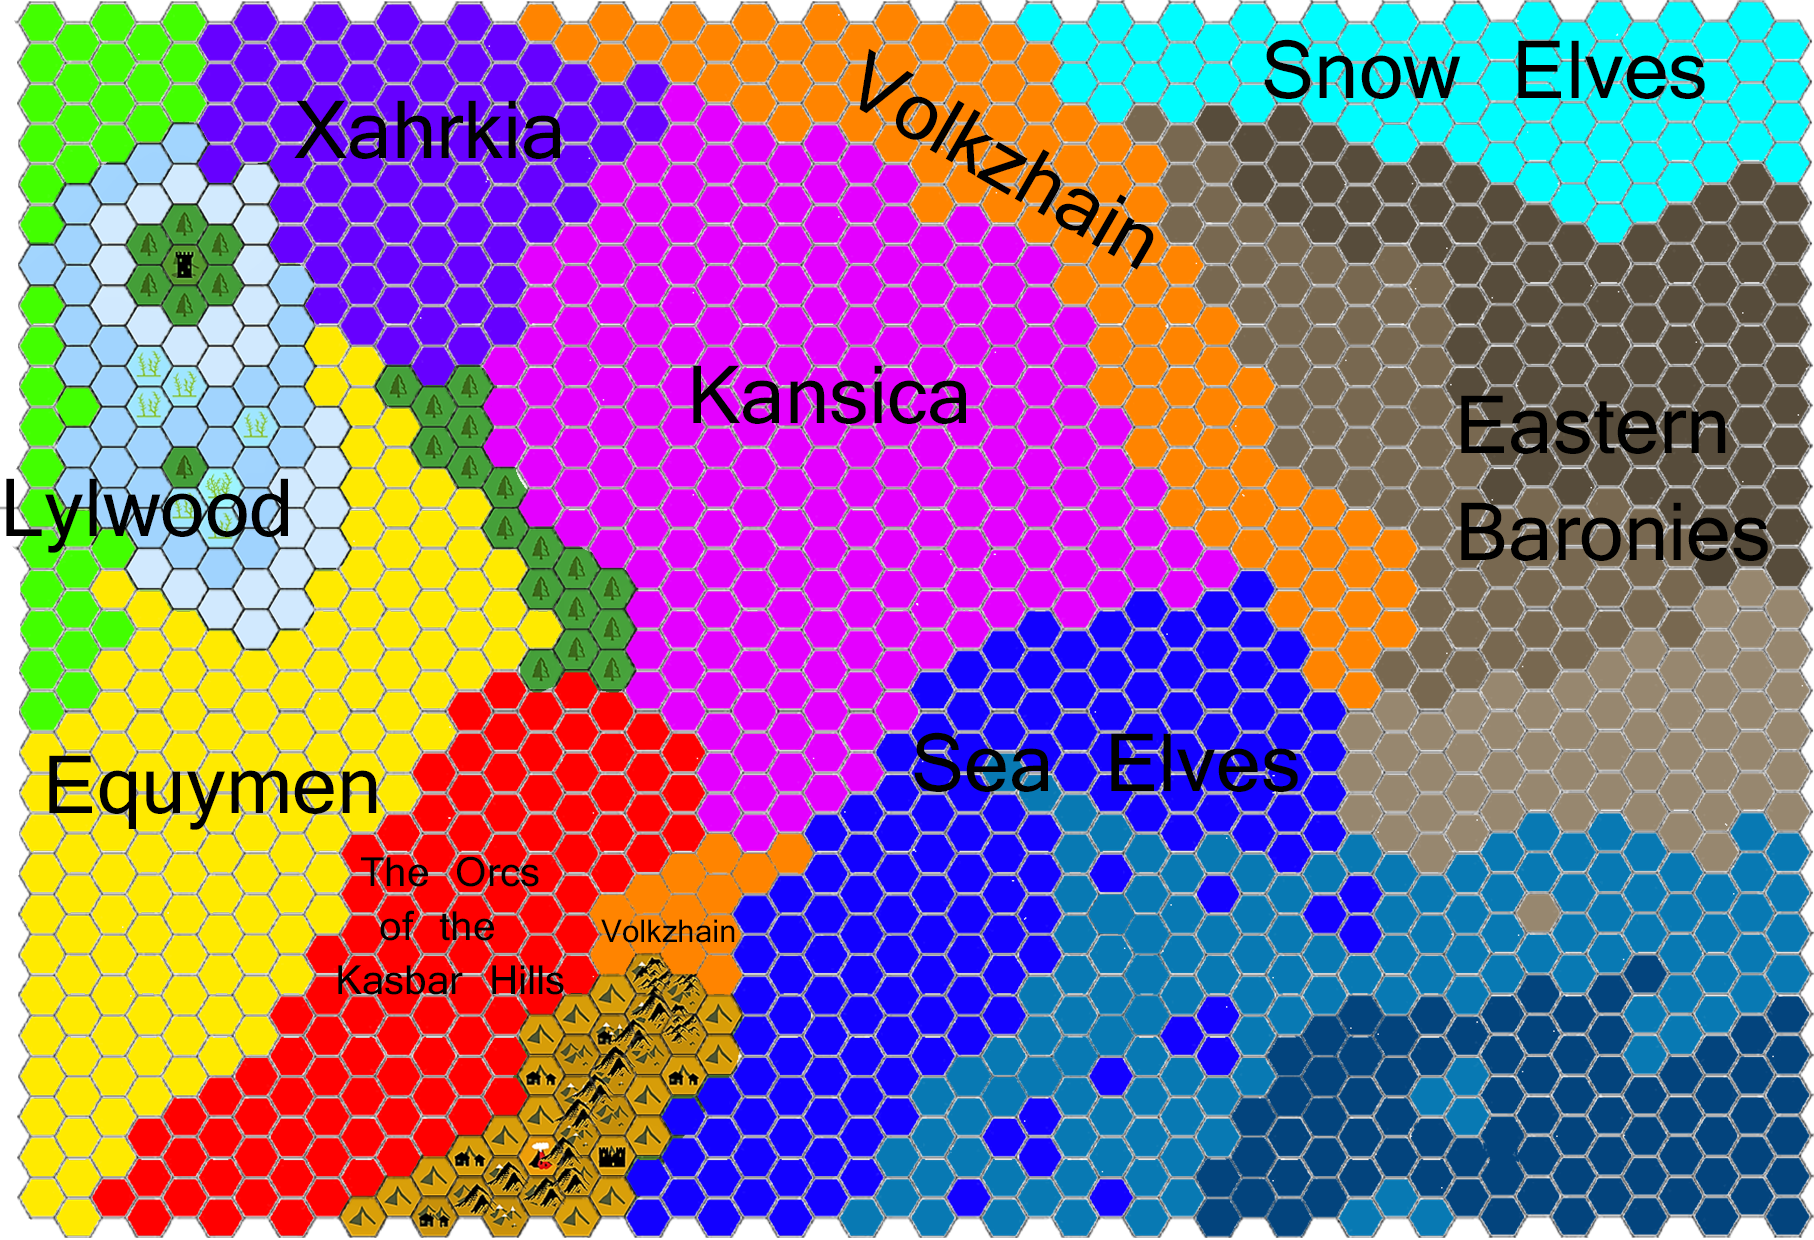 Snow Elves
Xahrkia
Volkzhain
Kansica
Eastern
Baronies
Lylwood
Equymen
Sea Elves
The Orcs
of the
Kasbar Hills
Volkzhain